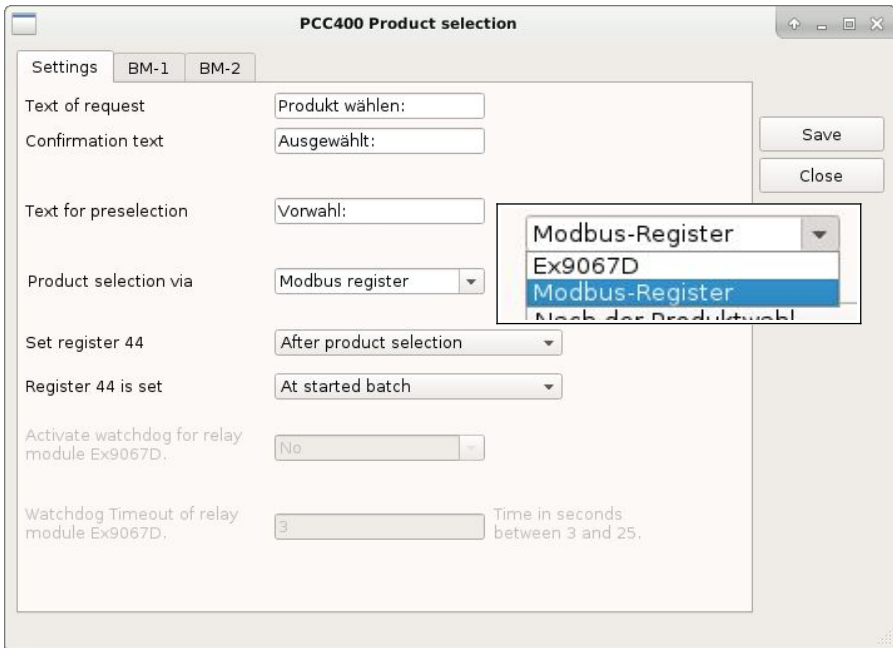 PCC400 Product selection
Settings
BM-1
BM-2
Text of request
Produkt wählen:
Confirmation text
Ausgewählt:
Save
Close
Text for preselection
Vorwahl:
Modbus-Register
Ex9067D
Modbus-Register
Nach der Produktwahl
Product selection via
Modbus register
Set register 44
After product selection
Register 44 is set
At started batch
Activate watchdog for relay
module Ex9067D.
No
Watchdog Timeout of relay
module Ex9067D.
3
Time in seconds
between 3 and 25.